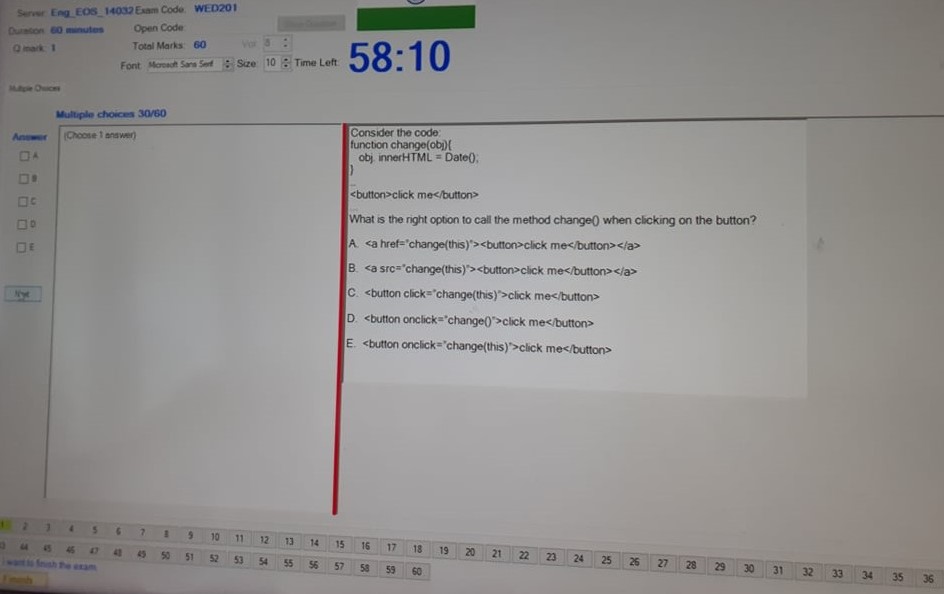 Server: Eng_EOS_14032 Exam Code: WED201
Duration: 60 minutes Open Code:
Q mark: 1 Total Marks: 60 Vol: 8
Font: Microsoft Sans Serif Size: 10 Time Left: 58:10
Multiple Choices
Multiple choices 30/60
Answer
(Choose 1 answer)
A
B
C
D
E
Next
Consider the code:
function change(obj){
obj. innerHTML = Date();
}
...
<button>click me</button>
...
What is the right option to call the method change() when clicking on the button?
A. <a href="change(this)"><button>click me</button></a>
B. <a src="change(this)"><button>click me</button></a>
C. <button click="change(this)">click me</button>
D. <button onclick="change()">click me</button>
E. <button onclick="change(this)">click me</button>
1 2 3 4 5 6 7 8 9 10 11 12 13 14 15 16 17 18 19 20 21 22 23 24 25 26 27 28 29 30 31 32 33 34 35 36
44 45 46 47 48 49 50 51 52 53 54 55 56 57 58 59 60
I want to finish the exam